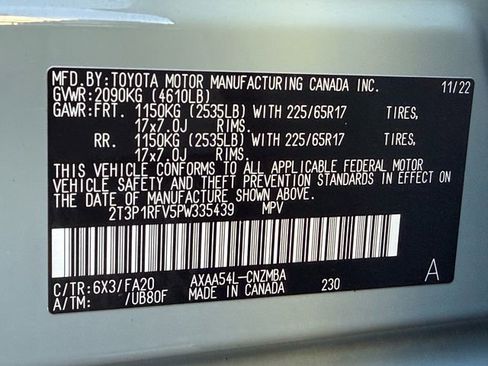 MFD.BY:TOYOTA MOTOR MANUFACTURING CANADA INC. 11/22
GVWR:2090KG (4610LB)
GAWR:FRT. 1150KG (2535LB) WITH 225/65R17 TIRES,
17x7.0J RIMS.
RR. 1150KG (2535LB) WITH 225/65R17 TIRES,
17x7.0J RIMS.
THIS VEHICLE CONFORMS TO ALL APPLICABLE FEDERAL MOTOR
VEHICLE SAFETY AND THEFT PREVENTION STANDARDS IN EFFECT ON
THE DATE OF MANUFACTURE SHOWN ABOVE.
2T3P1RFV5PW335439 MPV
C/TR:6X3/FA20 AXAA54L-CNZMBA
A/TM: /UB80F MADE IN CANADA 230 A